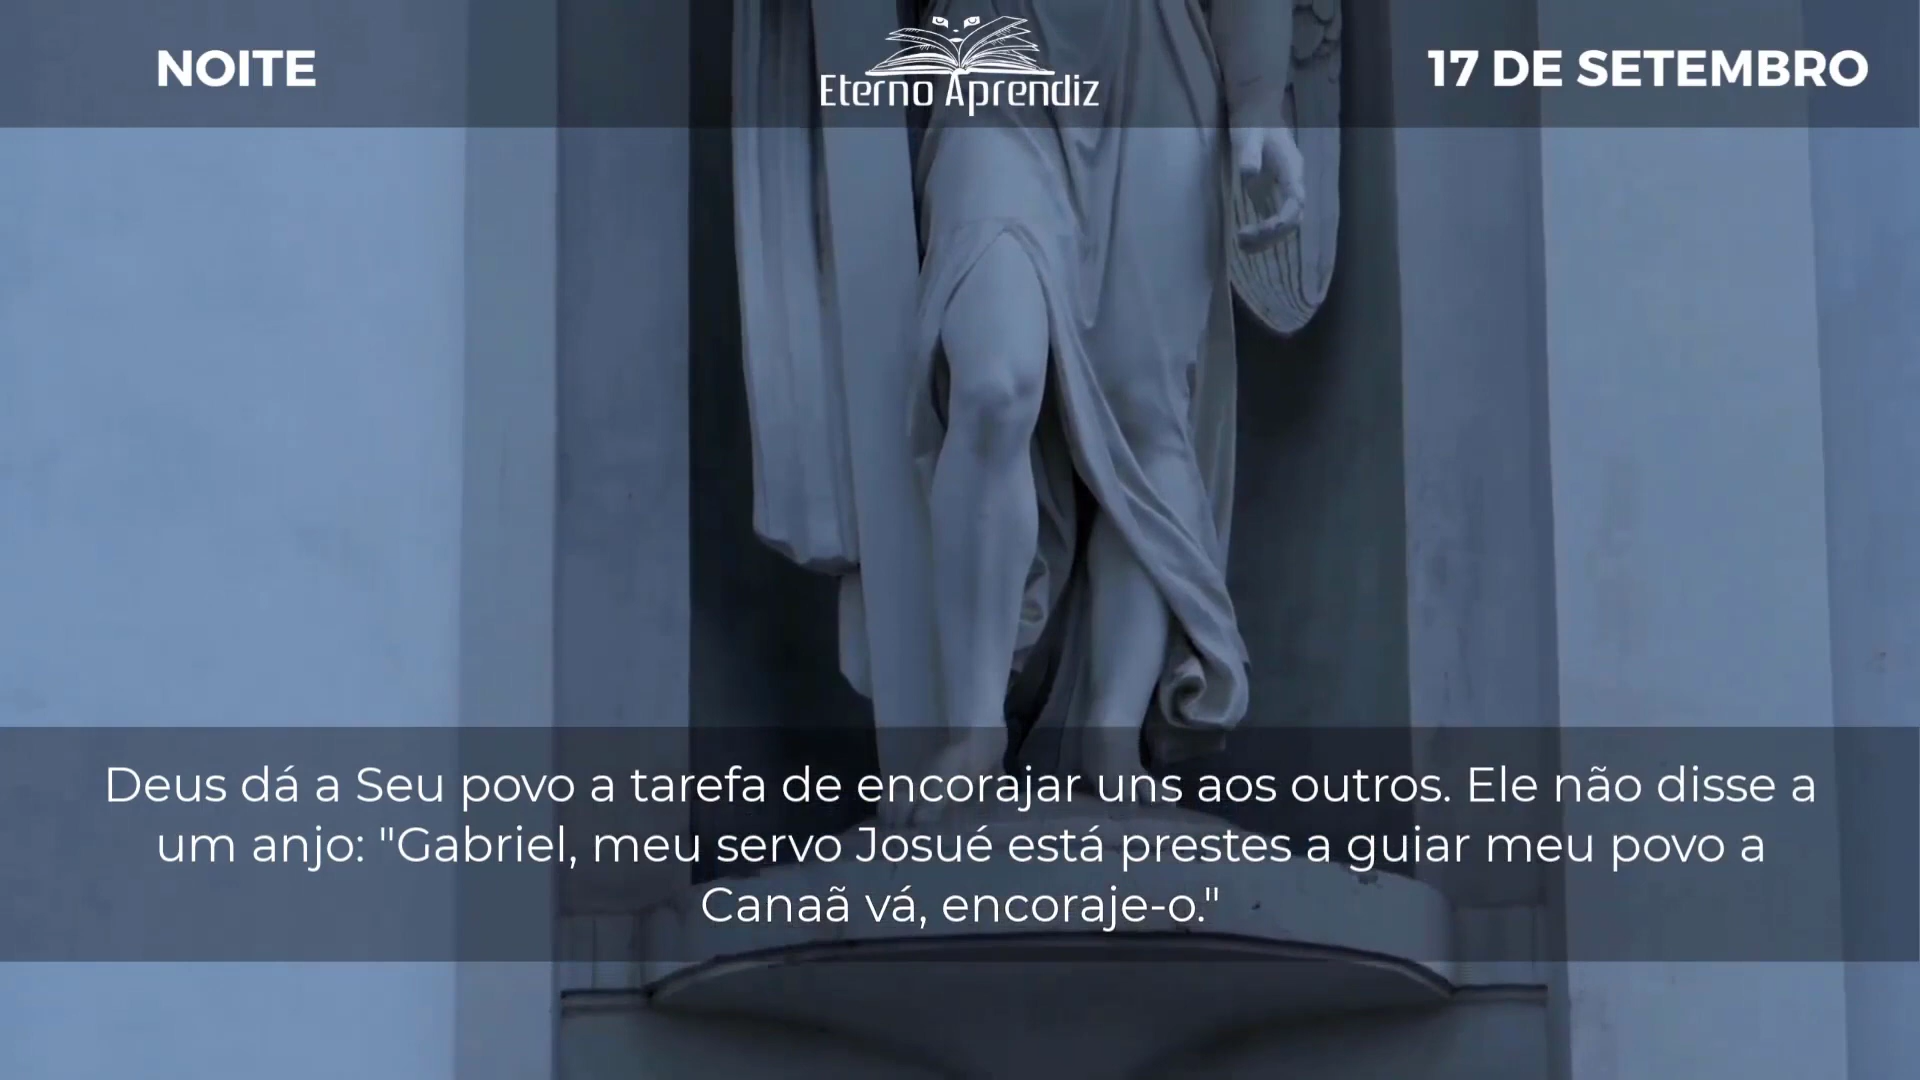 NOITE
Eterno Aprendiz
17 DE SETEMBRO
Deus dá a Seu povo a tarefa de encorajar uns aos outros. Ele não disse a
um anjo: "Gabriel, meu servo Josué está prestes a guiar meu povo a
Canaã vá, encoraje-o."